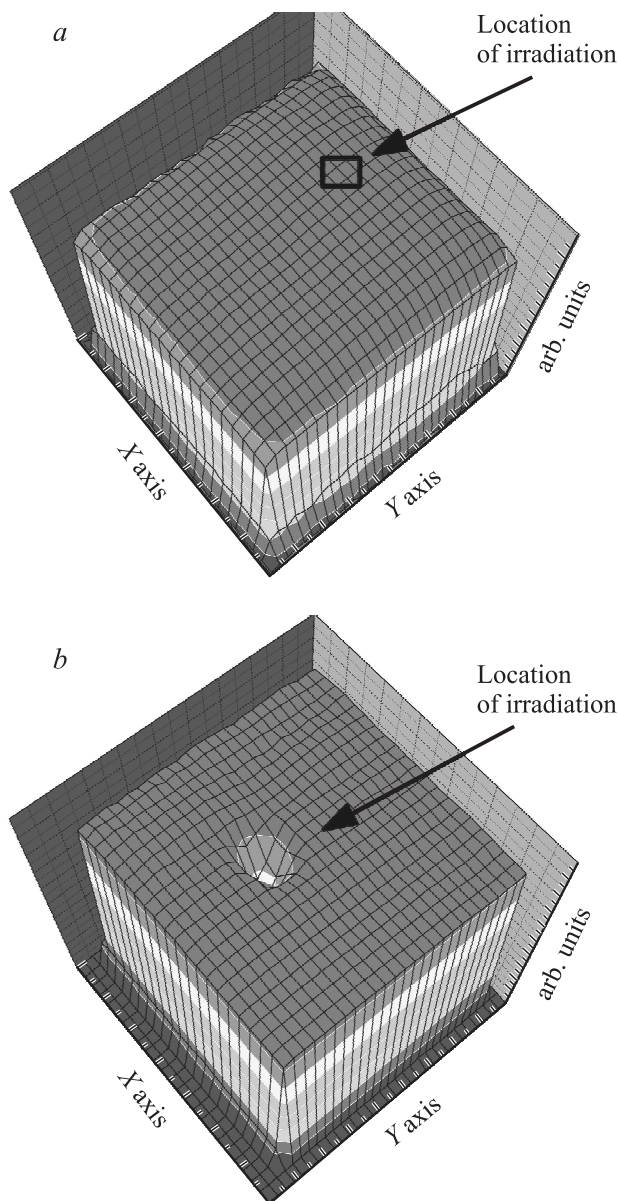 a
Location
of irradiation
arb. units
X axis
Y axis
b
Location
of irradiation
arb. units
X axis
Y axis